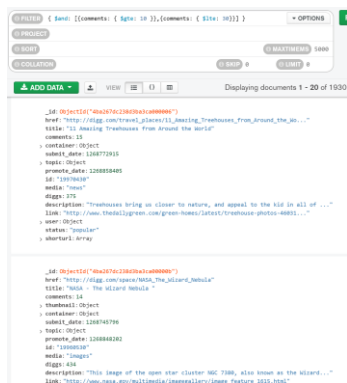 FILTER { $and: [{comments: { $gte: 10 }},{comments: { $lte: 30}}] }
OPTIONS
PROJECT
SORT
MAXTIMEMS 5000
COLLATION
SKIP 0
LIMIT 0
ADD DATA
VIEW
Displaying documents 1 - 20 of 1930
_id: ObjectId("4ba267dc238d3ba3ca000006")
href: "http://digg.com/travel_places/11_Amazing_Treehouses_from_Around_the_Wo..."
title: "11 Amazing Treehouses from Around the World"
comments: 15
container: Object
submit_date: 1268772915
topic: Object
promote_date: 1268858405
id: "19970430"
media: "news"
diggs: 375
description: "Treehouses bring us closer to nature, and appeal to the kid in all of ..."
link: "http://www.thedailygreen.com/green-homes/latest/treehouse-photos-46031..."
user: Object
status: "popular"
shorturl: Array
_id: ObjectId("4ba267dc238d3ba3ca00000b")
href: "http://digg.com/space/NASA_The_Wizard_Nebula"
title: "NASA - The Wizard Nebula "
comments: 14
thumbnail: Object
container: Object
submit_date: 1268745796
topic: Object
promote_date: 1268848202
id: "19960530"
media: "images"
diggs: 434
description: "This image of the open star cluster NGC 7380, also known as the Wizard..."
link: "http://www.nasa.gov/multimedia/imagegallery/image_feature_1615.html"